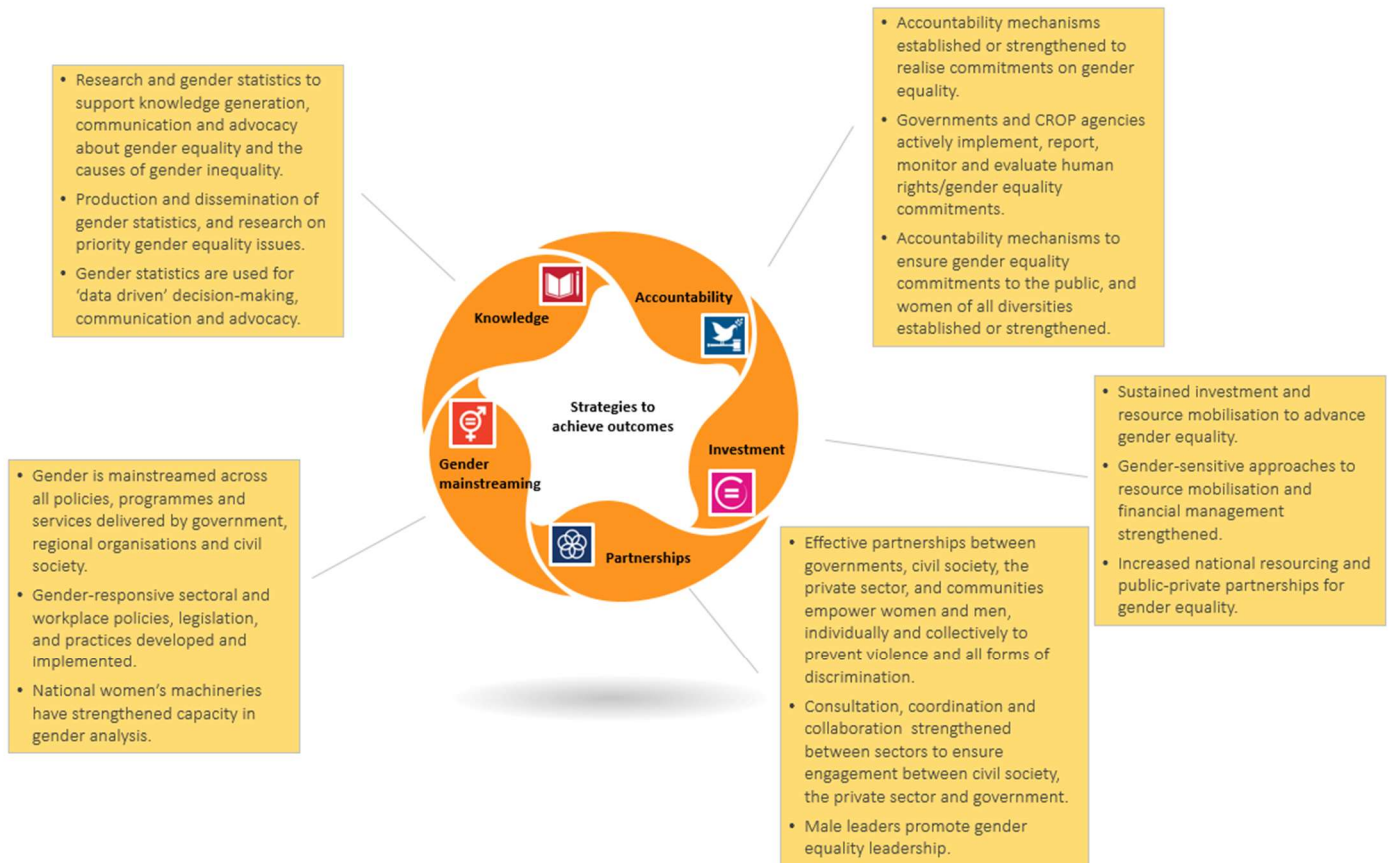 • Research and gender statistics to
support knowledge generation,
communication and advocacy
about gender equality and the
causes of gender inequality.
• Production and dissemination of
gender statistics, and research on
priority gender equality issues.
• Gender statistics are used for
‘data driven’ decision-making,
communication and advocacy.
• Accountability mechanisms
established or strengthened to
realise commitments on gender
equality.
• Governments and CROP agencies
actively implement, report,
monitor and evaluate human
rights/gender equality
commitments.
• Accountability mechanisms to
ensure gender equality
commitments to the public, and
women of all diversities
established or strengthened.
Knowledge
Accountability
Strategies to
achieve outcomes
Gender
mainstreaming
Investment
Partnerships
• Sustained investment and
resource mobilisation to advance
gender equality.
• Gender-sensitive approaches to
resource mobilisation and
financial management
strengthened.
• Increased national resourcing and
public-private partnerships for
gender equality.
• Gender is mainstreamed across
all policies, programmes and
services delivered by government,
regional organisations and civil
society.
• Gender-responsive sectoral and
workplace policies, legislation,
and practices developed and
implemented.
• National women’s machineries
have strengthened capacity in
gender analysis.
• Effective partnerships between
governments, civil society, the
private sector, and communities
empower women and men,
individually and collectively to
prevent violence and all forms of
discrimination.
• Consultation, coordination and
collaboration strengthened
between sectors to ensure
engagement between civil society,
the private sector and government.
• Male leaders promote gender
equality leadership.